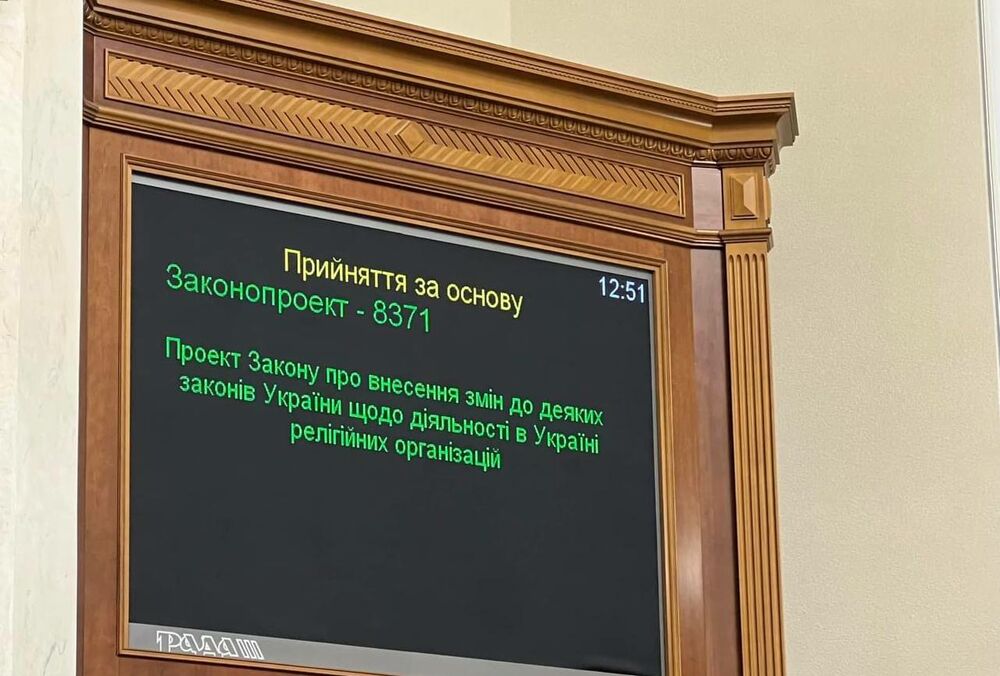 Прийняття за основу 12:51
Законопроект - 8371
Проект Закону про внесення змін до деяких
законів України щодо діяльності в Україні
релігійних організацій
РАДА III